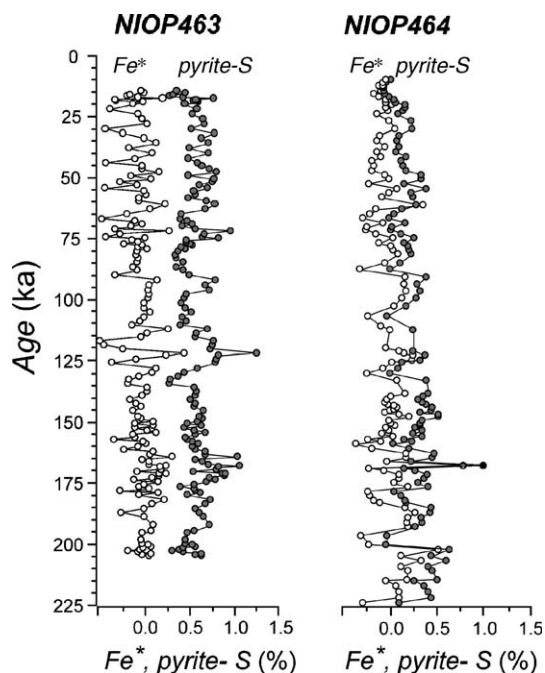 NIOP463 NIOP464
Fe* pyrite-S Fe* pyrite-S
0
25
50
75
100
125
150
175
200
225
Age (ka)
0.0 0.5 1.0 1.5 0.0 0.5 1.0 1.5
Fe*, pyrite- S (%) Fe*, pyrite- S (%)